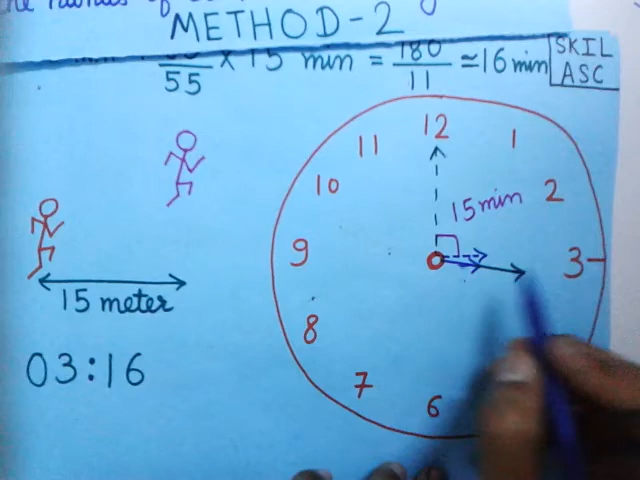 METHOD-2
55 × 15 min = 180/11 ≃ 16 min
SKIL
ASC
12
11
1
10
2
15 min
9
3
15 meter
8
03:16
7
6